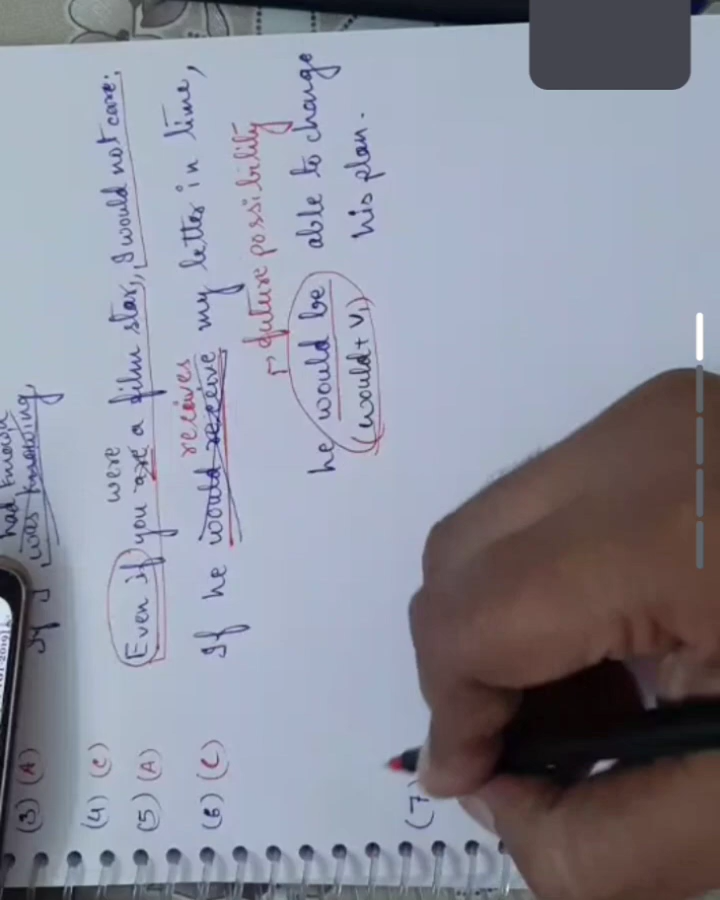 had known
(3) (A) If I was knowing,
(4) (C)
were
(5) (A) Even if you are a film star, I would not care.
receives
(6) (C) If he would receive my letter in time,
future possibility
he would be able to change
(would + V1) his plan.
(7)